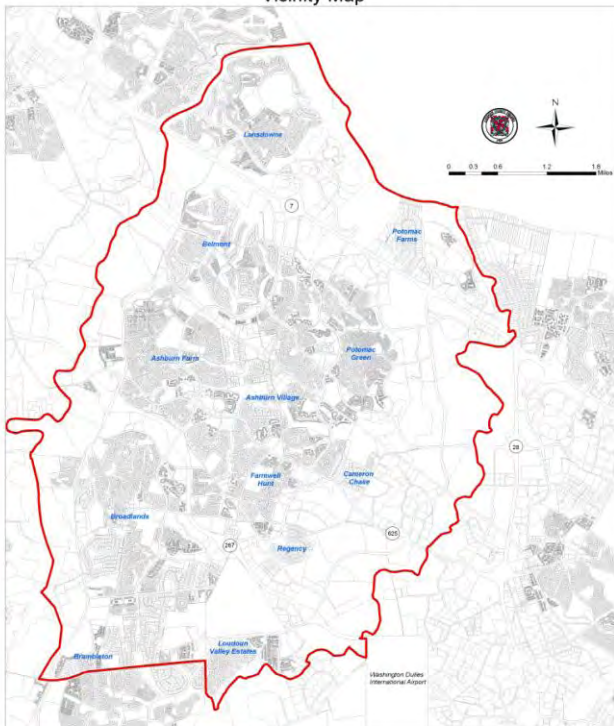 Vicinity Map
N
0 0.3 0.6 1.2 1.8
Miles
Lansdowne
7
Potomac
Farms
Belmont
Ashburn Farm
Potomac
Green
Ashburn Village
28
Farmwell
Hunt
Cameron
Chase
Broadlands
267
625
Regency
Loudoun
Valley Estates
Brambleton
Washington Dulles
International Airport